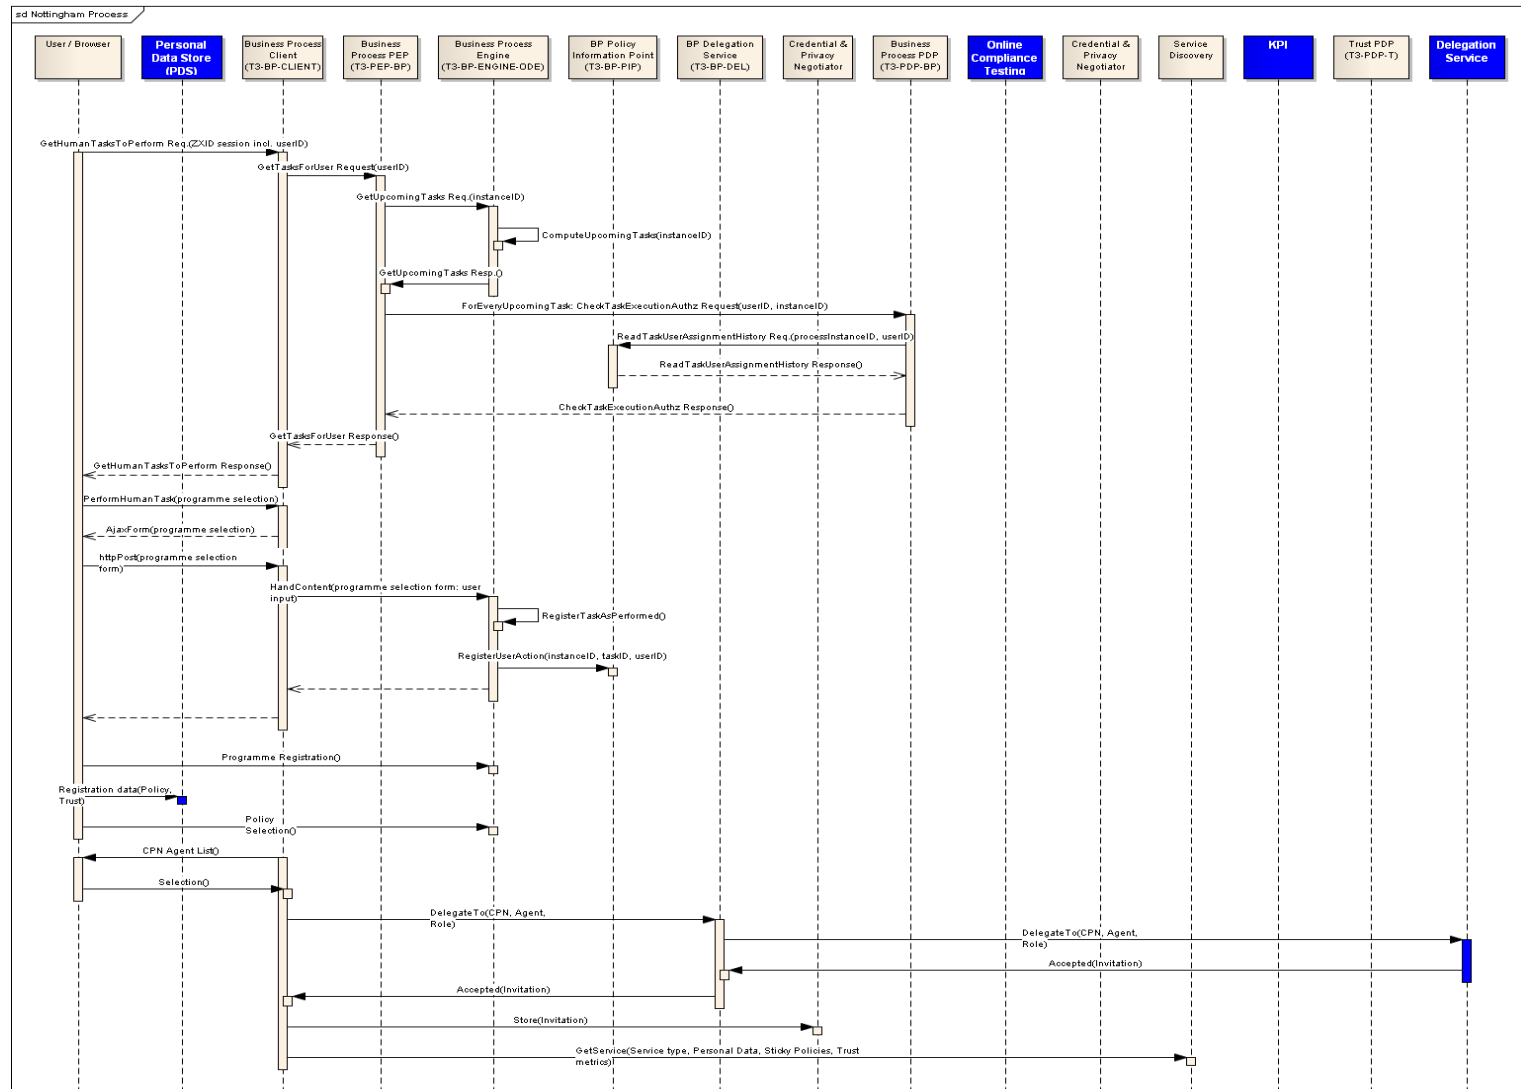 sd Nottingham Process
User / Browser
Personal
Data Store
(PDS)
Business Process
Client
(T3-BP-CLIENT)
Business
Process PEP
(T3-PEP-BP)
Business Process
Engine
(T3-BP-ENGINE-ODE)
BP Policy
Information Point
(T3-BP-PIP)
BP Delegation
Service
(T3-BP-DEL)
Credential &
Privacy
Negotiator
Business
Process PDP
(T3-PDP-BP)
Online
Compliance
Testing
Credential &
Privacy
Negotiator
Service
Discovery
KPI
Trust PDP
(T3-PDP-T)
Delegation
Service
GetHumanTasksToPerform Req.(ZXID session incl. userID)
GetTasksForUser Request(userID)
GetUpcomingTasks Req.(instanceID)
ComputeUpcomingTasks(instanceID)
GetUpcomingTasks Resp.()
ForEveryUpcomingTask: CheckTaskExecutionAuthz Request(userID, instanceID)
ReadTaskUserAssignmentHistory Req.(processInstanceID, userID)
ReadTaskUserAssignmentHistory Response()
CheckTaskExecutionAuthz Response()
GetTasksForUser Response()
GetHumanTasksToPerform Response()
PerformHumanTask(programme selection)
AjaxForm(programme selection)
httpPost(programme selection
form)
HandContent(programme selection form: user
input)
RegisterTaskAsPerformed()
RegisterUserAction(instanceID, taskID, userID)
Programme Registration()
Registration data(Policy,
Trust)
Policy
Selection()
CPN Agent List()
Selection()
DelegateTo(CPN, Agent,
Role)
DelegateTo(CPN, Agent,
Role)
Accepted(Invitation)
Accepted(Invitation)
Store(Invitation)
GetService(Service type, Personal Data, Sticky Policies, Trust
metrics)